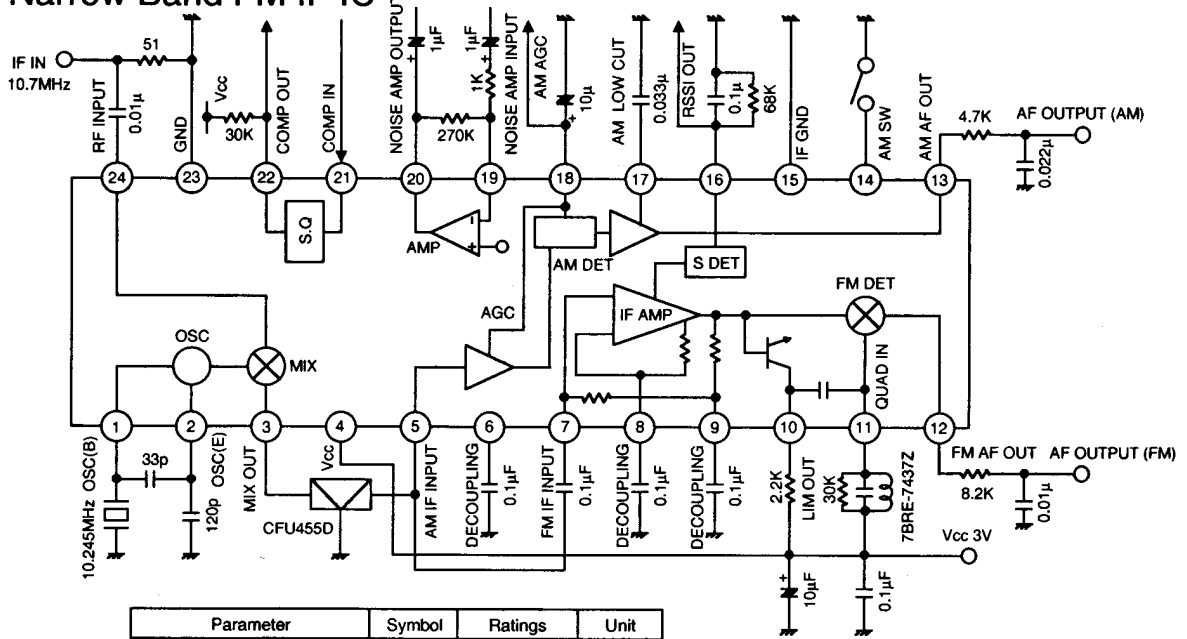 Narrow Band FM IF IC
IF IN
10.7MHz
51
RF INPUT
0.01µ
GND
Vcc
30K
COMP OUT
COMP IN
NOISE AMP OUTPUT
1µF
+
270K
1µF
+
1K
NOISE AMP INPUT
AM AGC
10µ
+
AM LOW CUT
0.033µ
RSSI OUT
0.1µ
68K
IF GND
AM SW
AM AF OUT
4.7K
AF OUTPUT (AM)
0.022µ
24
23
22
21
20
19
18
17
16
15
14
13
S.Q
AMP
-
+
AM DET
S DET
AGC
IF AMP
FM DET
OSC
MIX
QUAD IN
1
2
3
4
5
6
7
8
9
10
11
12
10.245MHz
OSC(B)
33p
120p
OSC(E)
MIX OUT
Vcc
CFU455D
AM IF INPUT
DECOUPLING
0.1µF
FM IF INPUT
0.1µF
DECOUPLING
0.1µF
DECOUPLING
0.1µF
2.2K
LIM OUT
30K
7BRE-7437Z
FM AF OUT
AF OUTPUT (FM)
8.2K
0.01µ
Vcc 3V
+
10µF
0.1µF
Parameter Symbol Ratings Unit